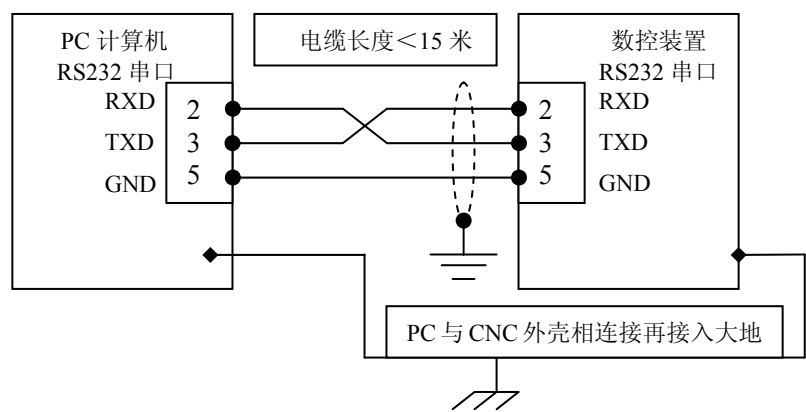 PC 计算机
RS232 串口
RXD 2
TXD 3
GND 5
电缆长度＜15 米
数控装置
RS232 串口
2 RXD
3 TXD
5 GND
PC 与 CNC 外壳相连接再接入大地